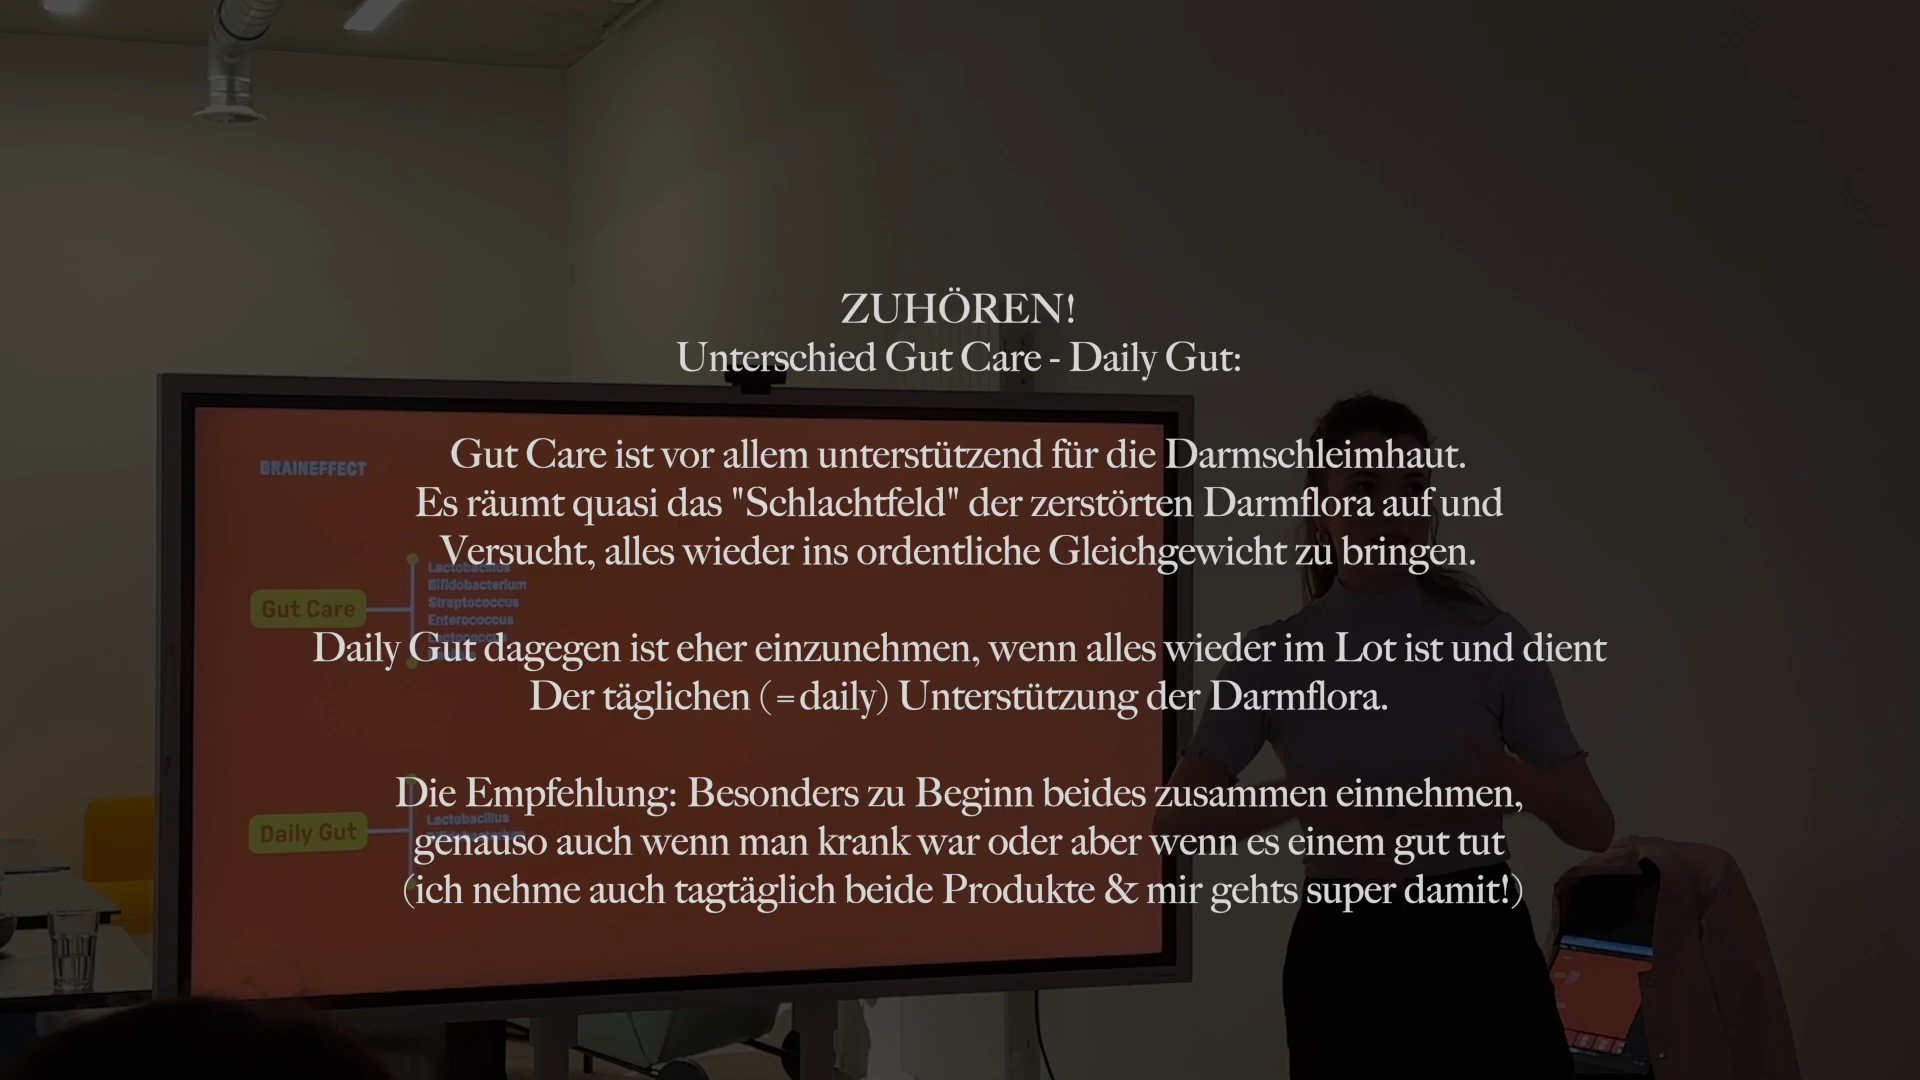 ZUHÖREN!
Unterschied Gut Care - Daily Gut:
Gut Care ist vor allem unterstützend für die Darmschleimhaut.
Es räumt quasi das "Schlachtfeld" der zerstörten Darmflora auf und
Versucht, alles wieder ins ordentliche Gleichgewicht zu bringen.
Daily Gut dagegen ist eher einzunehmen, wenn alles wieder im Lot ist und dient
Der täglichen (=daily) Unterstützung der Darmflora.
Die Empfehlung: Besonders zu Beginn beides zusammen einnehmen,
genauso auch wenn man krank war oder aber wenn es einem gut tut
(ich nehme auch tagtäglich beide Produkte & mir gehts super damit!)
BRAINEFFECT
Gut Care
Lactobacillus
Bifidobacterium
Streptococcus
Enterococcus
Lactococcus
Daily Gut
Lactobacillus
Bifidobacterium